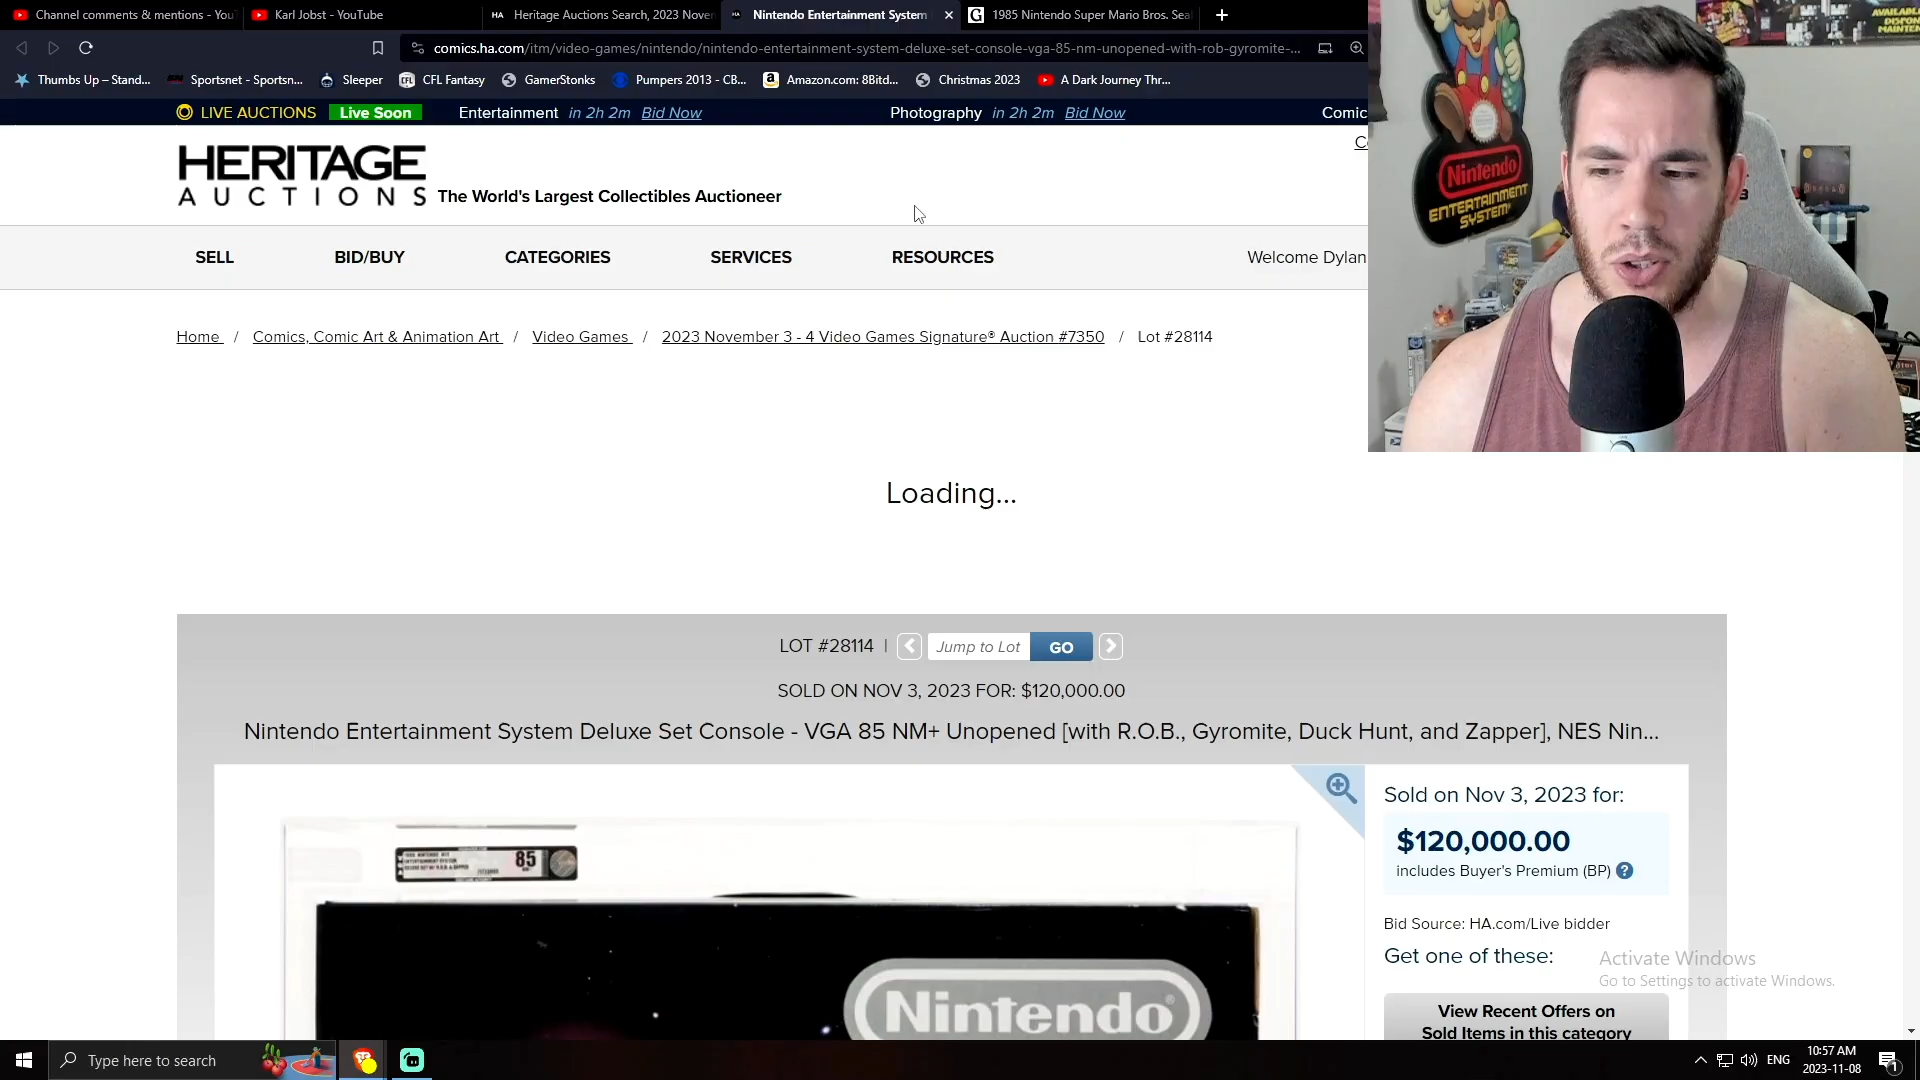 Channel comments & mentions - YouT
Karl Jobst - YouTube
HA Heritage Auctions Search, 2023 Noven
HA Nintendo Entertainment System
G 1985 Nintendo Super Mario Bros. Seal
comics.ha.com/itm/video-games/nintendo/nintendo-entertainment-system-deluxe-set-console-vga-85-nm-unopened-with-rob-gyromite-...
Thumbs Up – Stand... Sportsnet - Sportsn... Sleeper CFL Fantasy GamerStonks Pumpers 2013 - CB... Amazon.com: 8Bitd... Christmas 2023 A Dark Journey Thr...
LIVE AUCTIONS Live Soon Entertainment in 2h 2m Bid Now Photography in 2h 2m Bid Now Comic
HERITAGE
AUCTIONS The World's Largest Collectibles Auctioneer
SELL BID/BUY CATEGORIES SERVICES RESOURCES Welcome Dylan
Home / Comics, Comic Art & Animation Art / Video Games / 2023 November 3 - 4 Video Games Signature® Auction #7350 / Lot #28114
Loading...
LOT #28114 | Jump to Lot GO
SOLD ON NOV 3, 2023 FOR: $120,000.00
Nintendo Entertainment System Deluxe Set Console - VGA 85 NM+ Unopened [with R.O.B., Gyromite, Duck Hunt, and Zapper], NES Nin...
Sold on Nov 3, 2023 for:
$120,000.00
includes Buyer's Premium (BP) ?
Bid Source: HA.com/Live bidder
Get one of these:
View Recent Offers on
Sold Items in this category
85
Nintendo®
Activate Windows
Go to Settings to activate Windows.
Nintendo
ENTERTAINMENT
SYSTEM
Type here to search
ENG
10:57 AM
2023-11-08
1